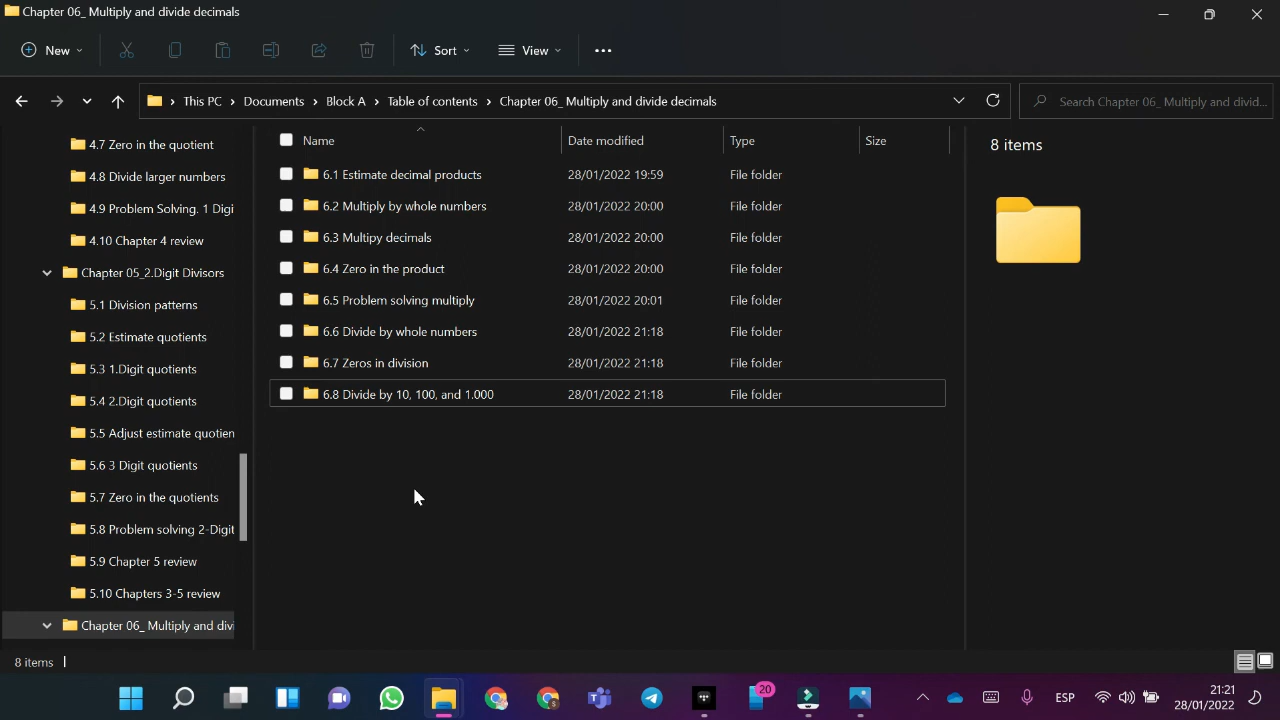 Chapter 06_ Multiply and divide decimals
New Sort View
This PC > Documents > Block A > Table of contents > Chapter 06_ Multiply and divide decimals
Search Chapter 06_ Multiply and divid...
4.7 Zero in the quotient
4.8 Divide larger numbers
4.9 Problem Solving. 1 Digi
4.10 Chapter 4 review
Chapter 05_2.Digit Divisors
5.1 Division patterns
5.2 Estimate quotients
5.3 1.Digit quotients
5.4 2.Digit quotients
5.5 Adjust estimate quotien
5.6 3 Digit quotients
5.7 Zero in the quotients
5.8 Problem solving 2-Digit
5.9 Chapter 5 review
5.10 Chapters 3-5 review
Chapter 06_ Multiply and divi
Name Date modified Type Size
6.1 Estimate decimal products 28/01/2022 19:59 File folder
6.2 Multiply by whole numbers 28/01/2022 20:00 File folder
6.3 Multipy decimals 28/01/2022 20:00 File folder
6.4 Zero in the product 28/01/2022 20:00 File folder
6.5 Problem solving multiply 28/01/2022 20:01 File folder
6.6 Divide by whole numbers 28/01/2022 21:18 File folder
6.7 Zeros in division 28/01/2022 21:18 File folder
6.8 Divide by 10, 100, and 1.000 28/01/2022 21:18 File folder
8 items
8 items
20
ESP
21:21
28/01/2022